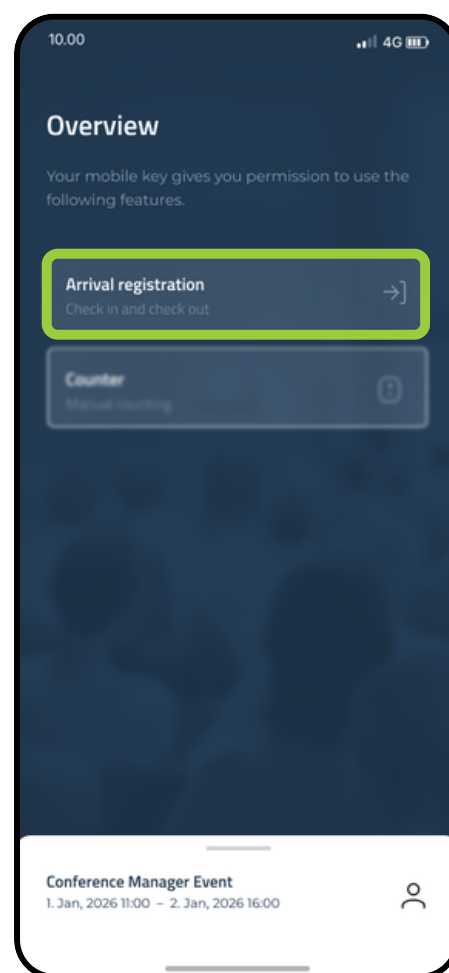 10.00
4G
Overview
Your mobile key gives you permission to use the
following features.
Arrival registration
Check in and check out
Counter
Manual counting
Conference Manager Event
1. Jan, 2026 11:00 – 2. Jan, 2026 16:00